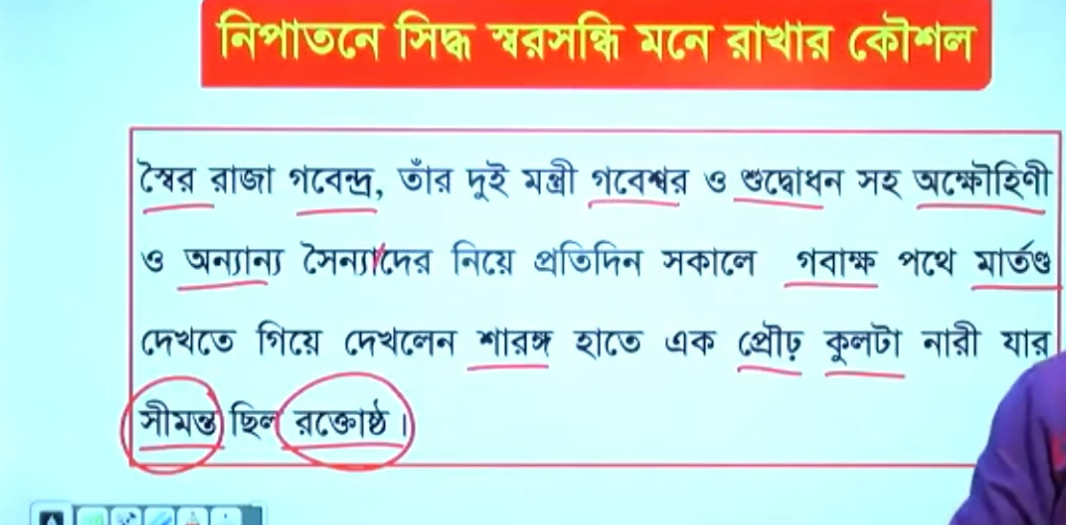 নিপাতনে সিদ্ধ স্বরসন্ধি মনে রাখার কৌশল
স্বৈর রাজা গবেন্দ্র, তাঁর দুই মন্ত্রী গবেশ্বর ও শুদ্বোধন সহ অক্ষৌহিণী
ও অন্যান্য সৈন্যাদের নিয়ে প্রতিদিন সকালে গবাক্ষ পথে মার্তণ্ড
দেখতে গিয়ে দেখলেন শারঙ্গ হাতে এক প্রৌঢ় কুলটা নারী যার
সীমন্ত ছিল রক্তোষ্ঠ।